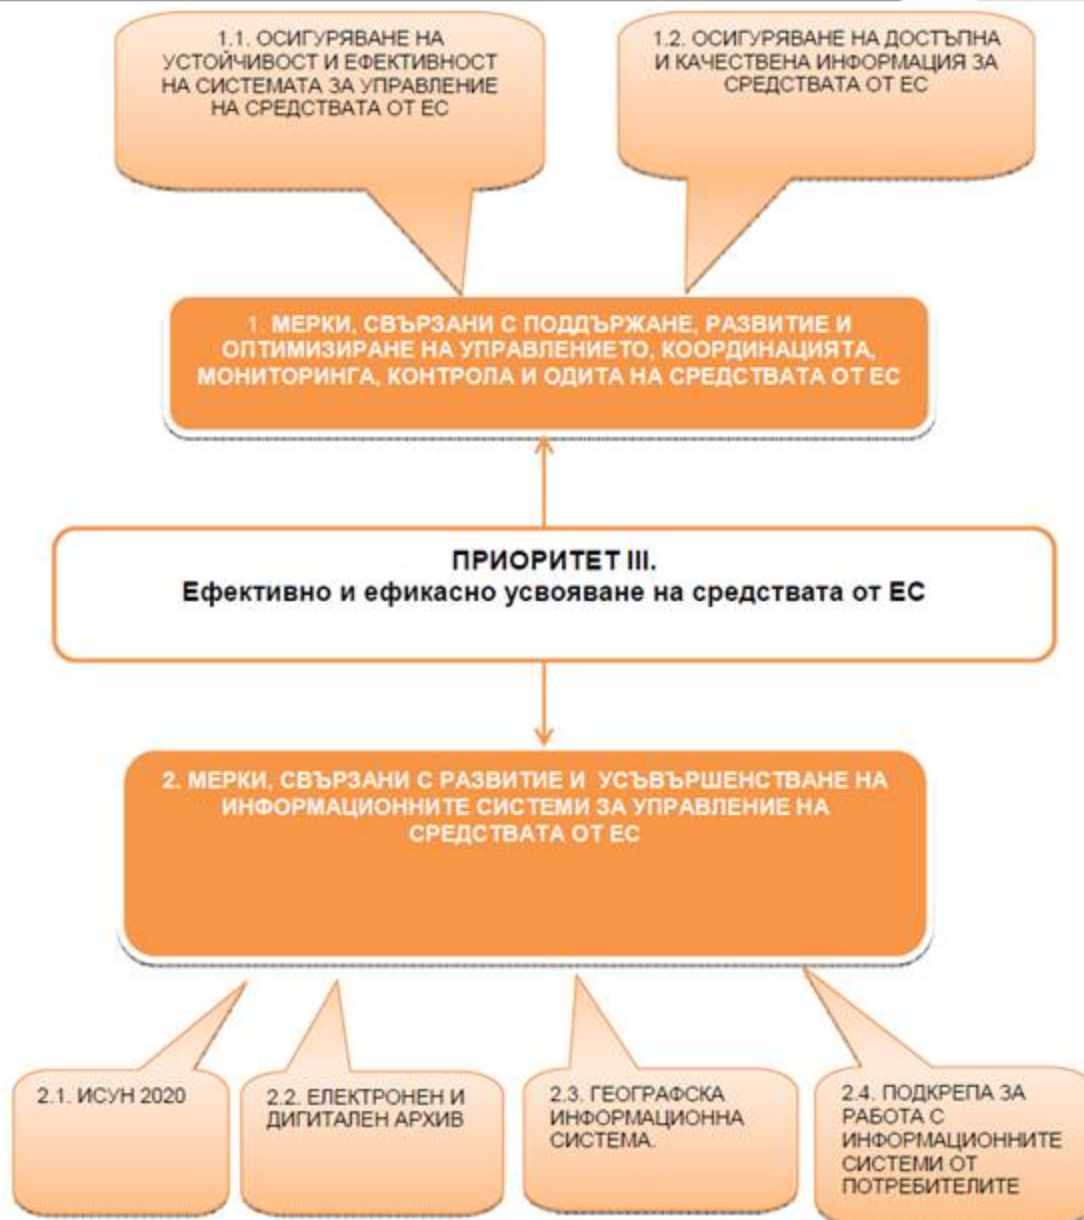 1.1. ОСИГУРЯВАНЕ НА
УСТОЙЧИВОСТ И ЕФЕКТИВНОСТ
НА СИСТЕМАТА ЗА УПРАВЛЕНИЕ
НА СРЕДСТВАТА ОТ ЕС
1.2. ОСИГУРЯВАНЕ НА ДОСТЪПНА
И КАЧЕСТВЕНА ИНФОРМАЦИЯ ЗА
СРЕДСТВАТА ОТ ЕС
1. МЕРКИ, СВЪРЗАНИ С ПОДДЪРЖАНЕ, РАЗВИТИЕ И
ОПТИМИЗИРАНЕ НА УПРАВЛЕНИЕТО, КООРДИНАЦИЯТА,
МОНИТОРИНГА, КОНТРОЛА И ОДИТА НА СРЕДСТВАТА ОТ ЕС
ПРИОРИТЕТ III.
Ефективно и ефикасно усвояване на средствата от ЕС
2. МЕРКИ, СВЪРЗАНИ С РАЗВИТИЕ И УСЪВЪРШЕНСТВАНЕ НА
ИНФОРМАЦИОННИТЕ СИСТЕМИ ЗА УПРАВЛЕНИЕ НА
СРЕДСТВАТА ОТ ЕС
2.1. ИСУН 2020
2.2. ЕЛЕКТРОНЕН И
ДИГИТАЛЕН АРХИВ
2.3. ГЕОГРАФСКА
ИНФОРМАЦИОННА
СИСТЕМА.
2.4. ПОДКРЕПА ЗА
РАБОТА С
ИНФОРМАЦИОННИТЕ
СИСТЕМИ ОТ
ПОТРЕБИТЕЛИТЕ